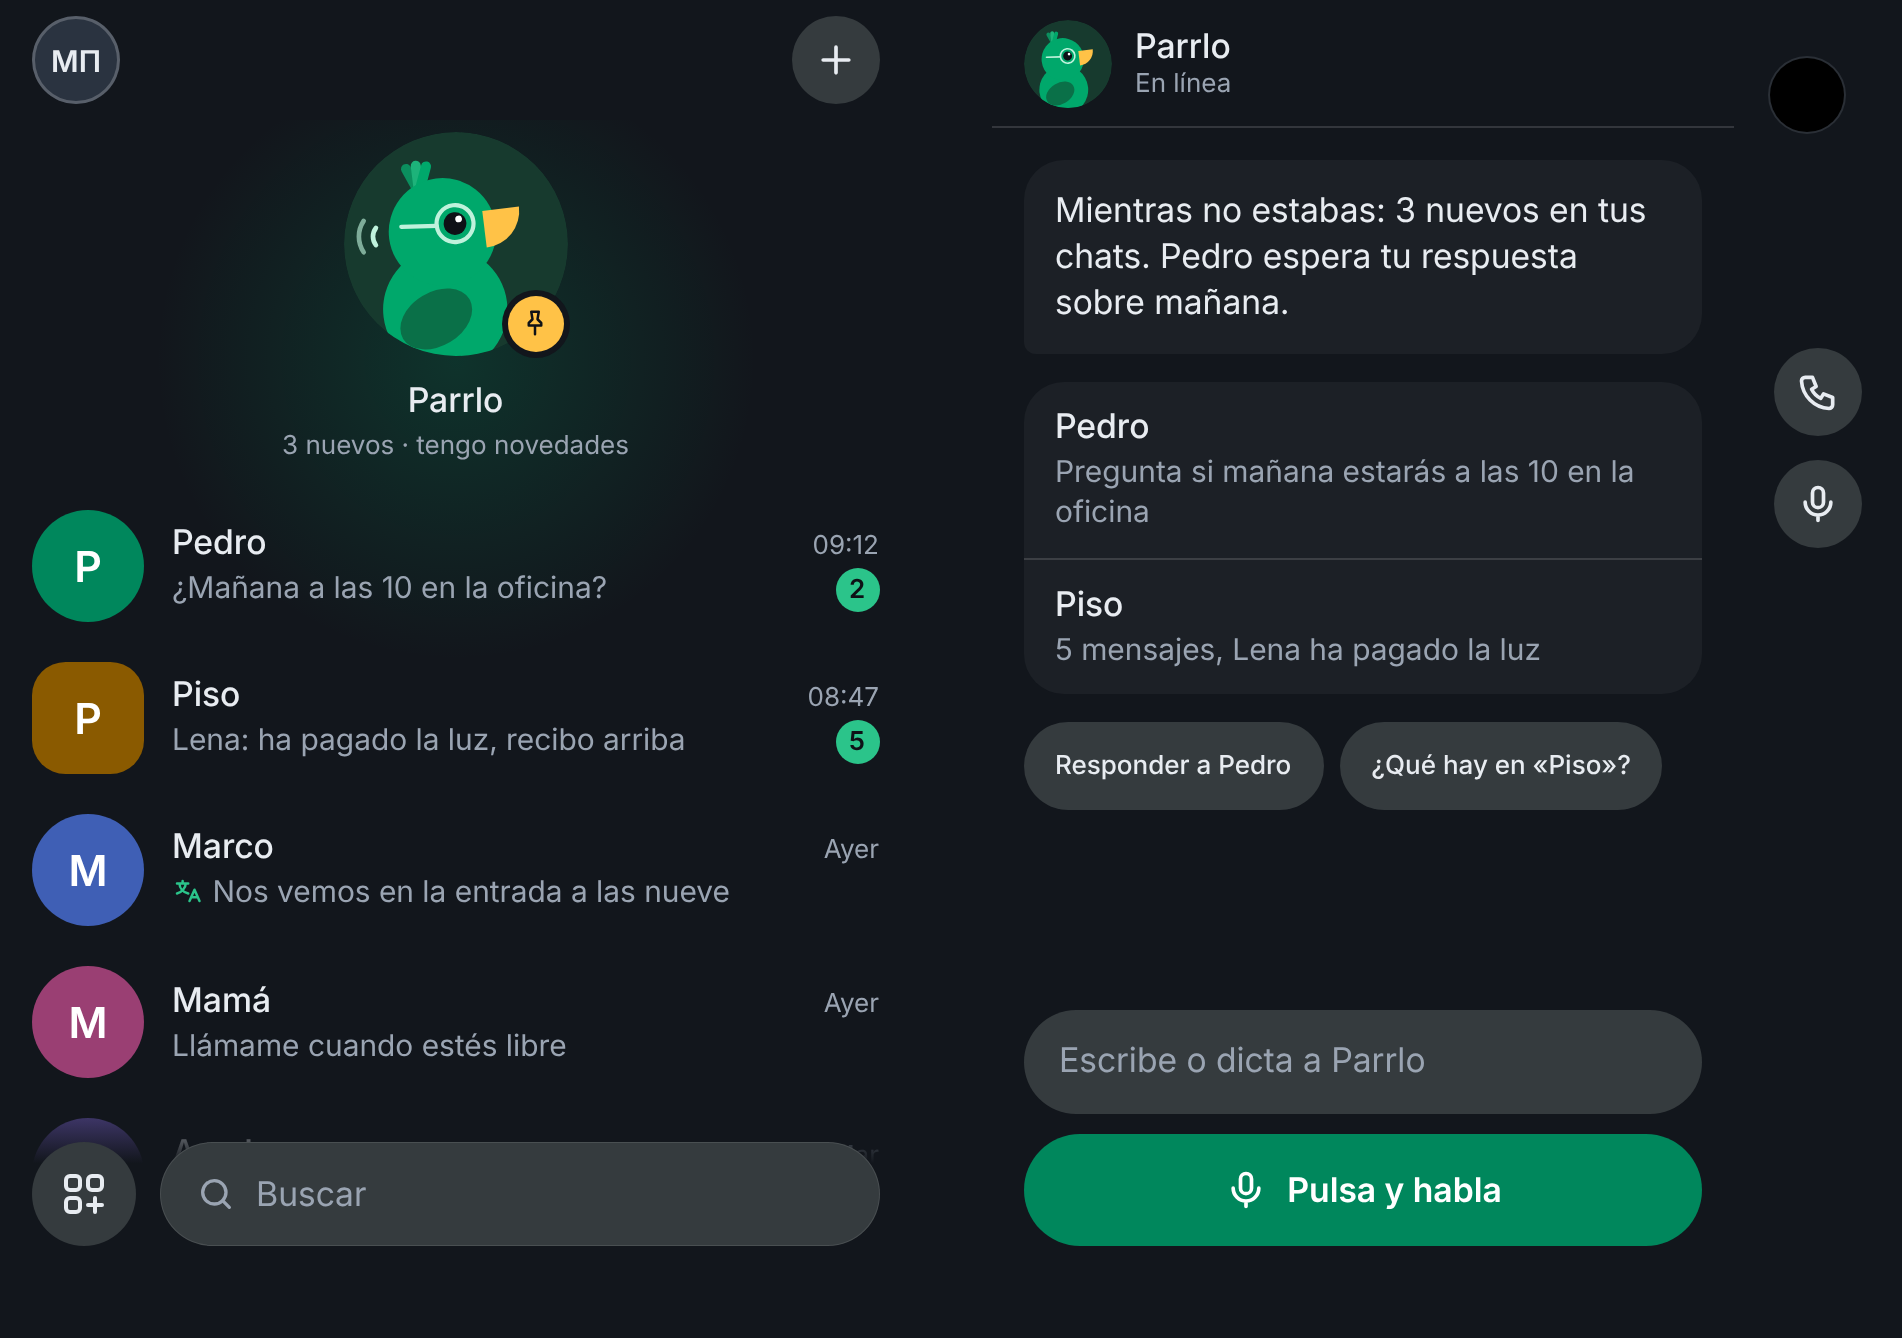 МП
Parrlo
3 nuevos · tengo novedades
Pedro
09:12
¿Mañana a las 10 en la oficina?
2
P
Piso
08:47
Lena: ha pagado la luz, recibo arriba
5
P
Marco
Ayer
Nos vemos en la entrada a las nueve
M
Mamá
Ayer
Llámame cuando estés libre
M
Buscar
Parrlo
En línea
Mientras no estabas: 3 nuevos en tus
chats. Pedro espera tu respuesta
sobre mañana.
Pedro
Pregunta si mañana estarás a las 10 en la
oficina
Piso
5 mensajes, Lena ha pagado la luz
Responder a Pedro
¿Qué hay en «Piso»?
Escribe o dicta a Parrlo
Pulsa y habla